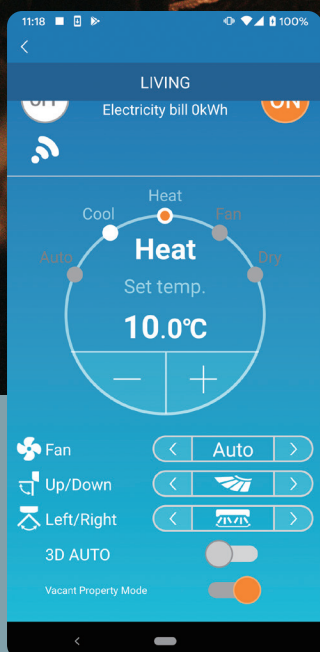 11:18 100%
LIVING
OFF Electricity bill 0kWh ON
Heat
Cool Fan
Auto Dry
Heat
Set temp.
10.0°C
Fan Auto
Up/Down
Left/Right
3D AUTO
Vacant Property Mode